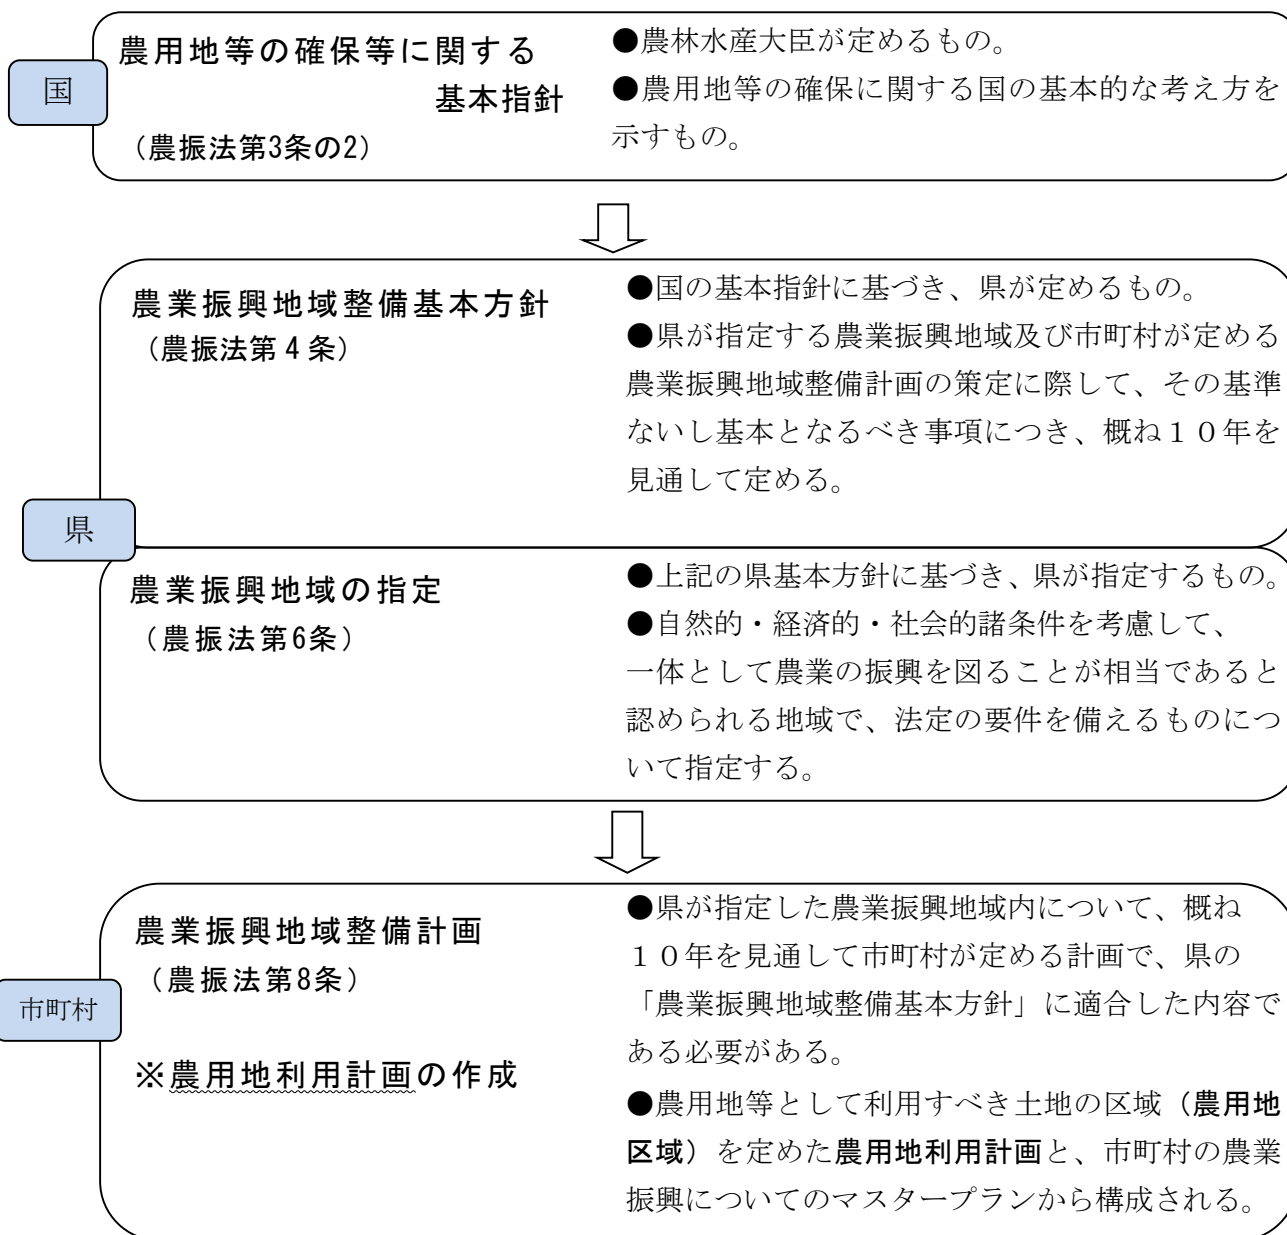 国
農用地等の確保等に関する
基本指針
（農振法第3条の2）
●農林水産大臣が定めるもの。
●農用地等の確保に関する国の基本的な考え方を
示すもの。
県
農業振興地域整備基本方針
（農振法第４条）
●国の基本指針に基づき、県が定めるもの。
●県が指定する農業振興地域及び市町村が定める
農業振興地域整備計画の策定に際して、その基準
ないし基本となるべき事項につき、概ね１０年を
見通して定める。
農業振興地域の指定
（農振法第6条）
●上記の県基本方針に基づき、県が指定するもの。
●自然的・経済的・社会的諸条件を考慮して、
一体として農業の振興を図ることが相当であると
認められる地域で、法定の要件を備えるものにつ
いて指定する。
市町村
農業振興地域整備計画
（農振法第8条）
※農用地利用計画の作成
●県が指定した農業振興地域内について、概ね
１０年を見通して市町村が定める計画で、県の
「農業振興地域整備基本方針」に適合した内容で
ある必要がある。
●農用地等として利用すべき土地の区域（農用地
区域）を定めた農用地利用計画と、市町村の農業
振興についてのマスタープランから構成される。